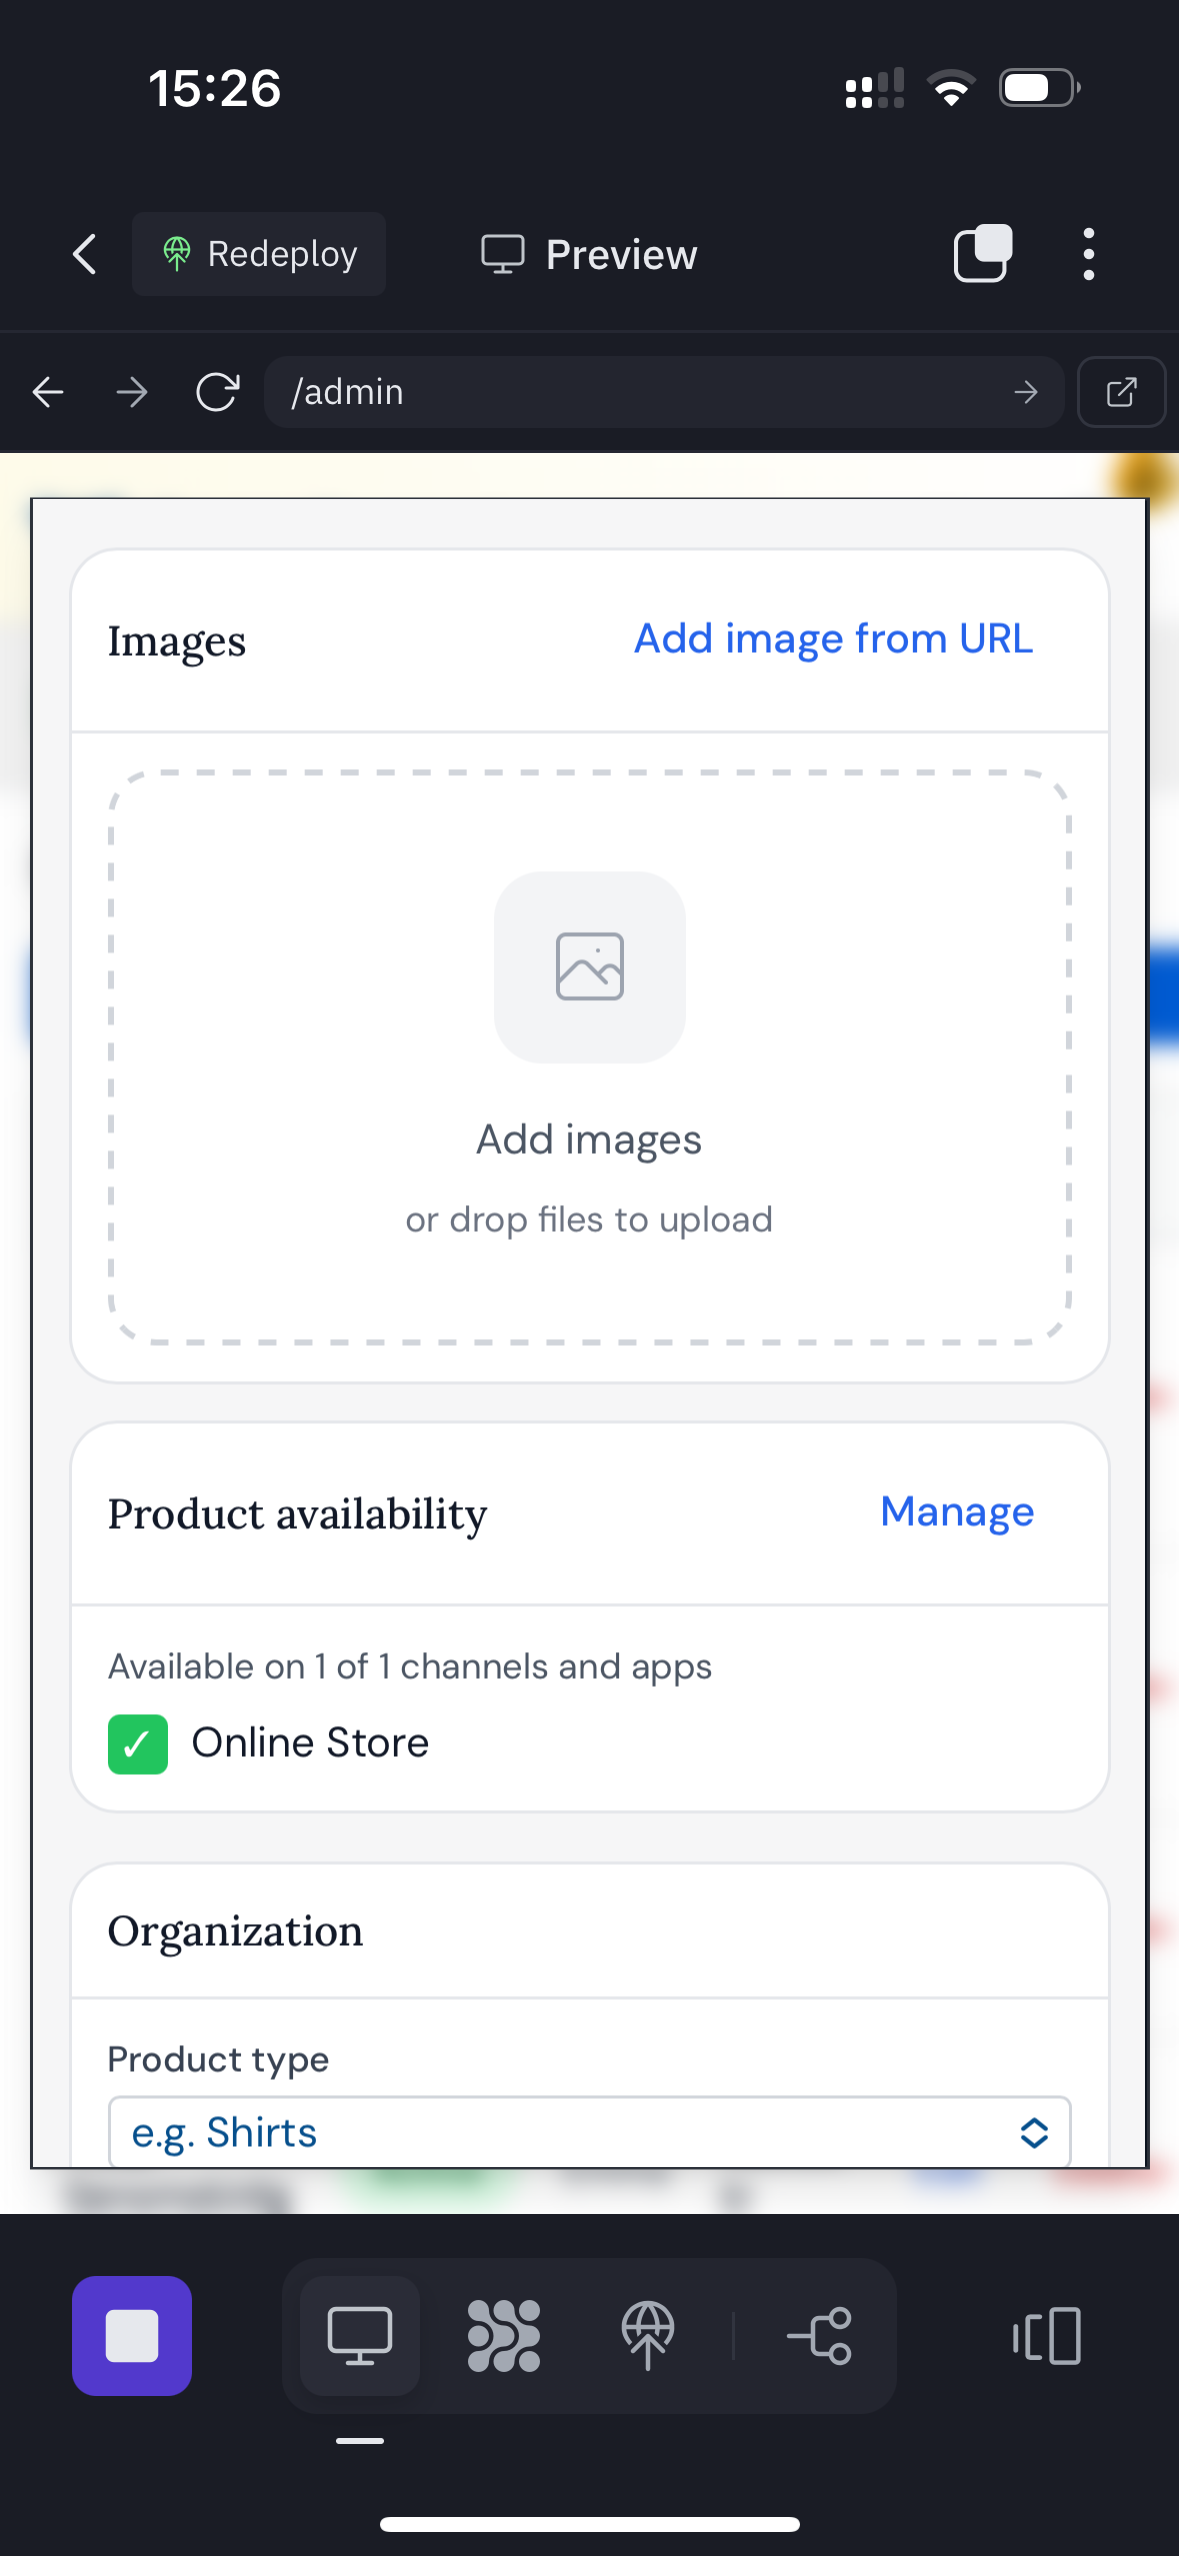 15:26
Redeploy
Preview
/admin
Images
Add image from URL
Add images
or drop files to upload
Product availability
Manage
Available on 1 of 1 channels and apps
✓ Online Store
Organization
Product type
e.g. Shirts